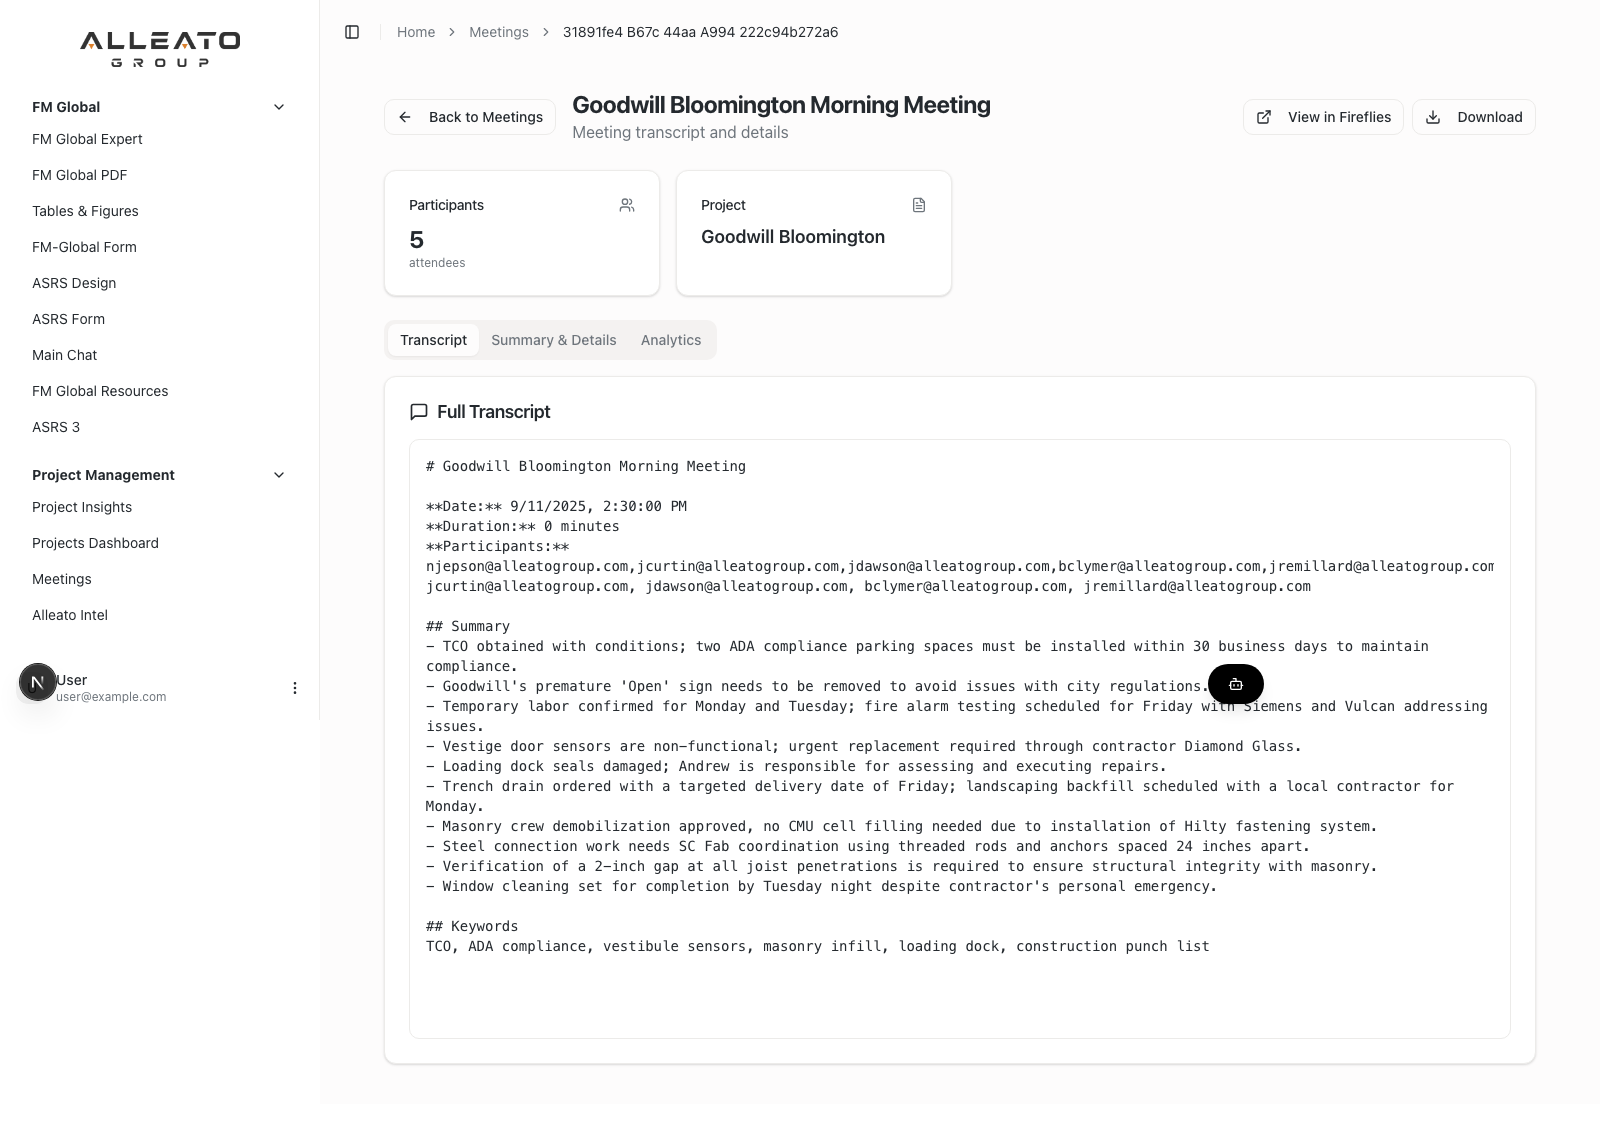 ALLEATO
GROUP
FM Global
FM Global Expert
FM Global PDF
Tables & Figures
FM-Global Form
ASRS Design
ASRS Form
Main Chat
FM Global Resources
ASRS 3
Project Management
Project Insights
Projects Dashboard
Meetings
Alleato Intel
N
User
user@example.com
Home
Meetings
31891fe4 B67c 44aa A994 222c94b272a6
Back to Meetings
Goodwill Bloomington Morning Meeting
Meeting transcript and details
View in Fireflies
Download
Participants
5
attendees
Project
Goodwill Bloomington
Transcript
Summary & Details
Analytics
Full Transcript
# Goodwill Bloomington Morning Meeting
**Date:** 9/11/2025, 2:30:00 PM
**Duration:** 0 minutes
**Participants:**
njepson@alleatogroup.com,jcurtin@alleatogroup.com,jdawson@alleatogroup.com,bclymer@alleatogroup.com,jremillard@alleatogroup.com
jcurtin@alleatogroup.com, jdawson@alleatogroup.com, bclymer@alleatogroup.com, jremillard@alleatogroup.com
## Summary
- TCO obtained with conditions; two ADA compliance parking spaces must be installed within 30 business days to maintain
compliance.
- Goodwill's premature 'Open' sign needs to be removed to avoid issues with city regulations.
- Temporary labor confirmed for Monday and Tuesday; fire alarm testing scheduled for Friday with Siemens and Vulcan addressing
issues.
- Vestige door sensors are non-functional; urgent replacement required through contractor Diamond Glass.
- Loading dock seals damaged; Andrew is responsible for assessing and executing repairs.
- Trench drain ordered with a targeted delivery date of Friday; landscaping backfill scheduled with a local contractor for
Monday.
- Masonry crew demobilization approved, no CMU cell filling needed due to installation of Hilty fastening system.
- Steel connection work needs SC Fab coordination using threaded rods and anchors spaced 24 inches apart.
- Verification of a 2-inch gap at all joist penetrations is required to ensure structural integrity with masonry.
- Window cleaning set for completion by Tuesday night despite contractor's personal emergency.
## Keywords
TCO, ADA compliance, vestibule sensors, masonry infill, loading dock, construction punch list